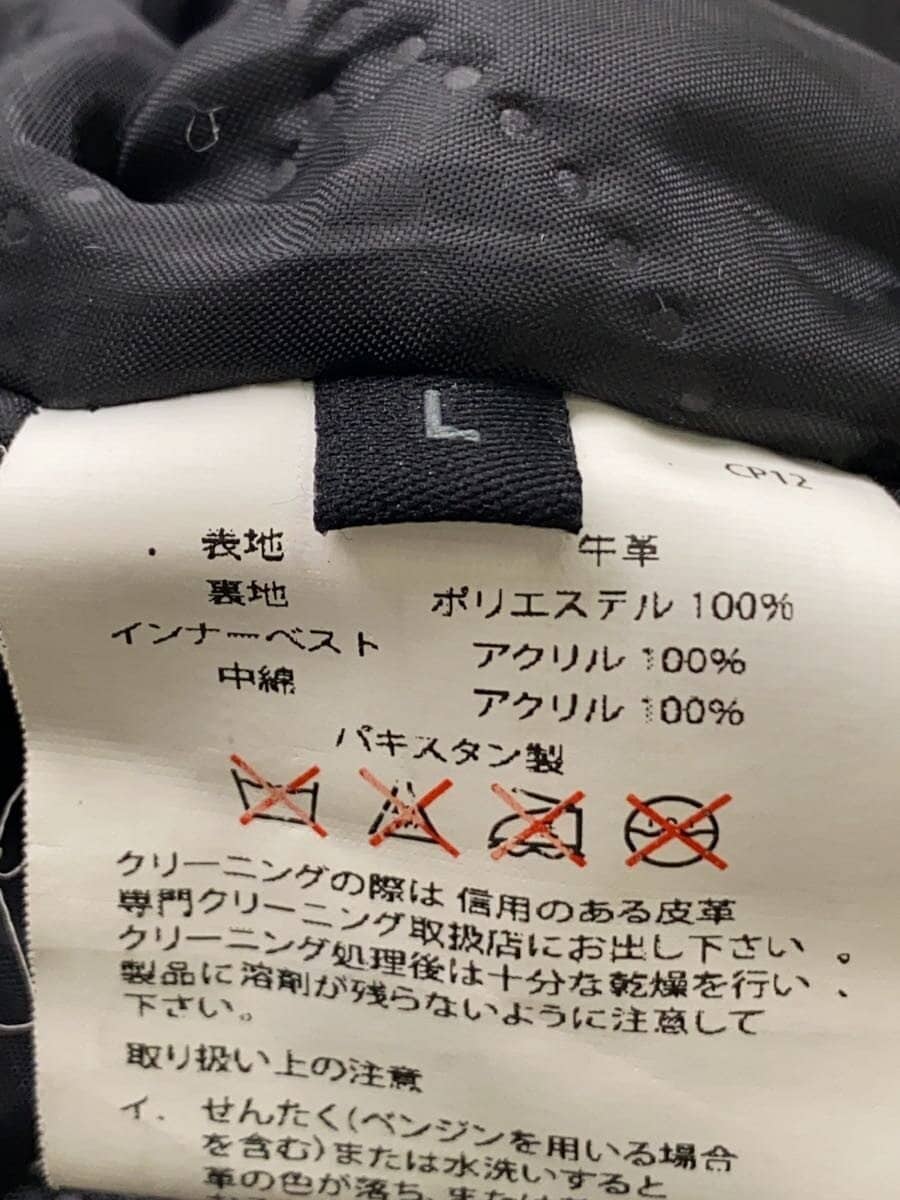 L
CP12
. 表地 牛革
裏地 ポリエステル 100%
インナーベスト アクリル 100%
中綿 アクリル 100%
パキスタン製
クリーニングの際は 信用のある皮革
専門クリーニング取扱店にお出し下さい 。
クリーニング処理後は十分な乾燥を行い 、
製品に溶剤が残らないように注意して
下さい。
取り扱い上の注意
イ. せんたく(ベンジンを用いる場合
を含む)または水洗いすると
革の色が落ち、または